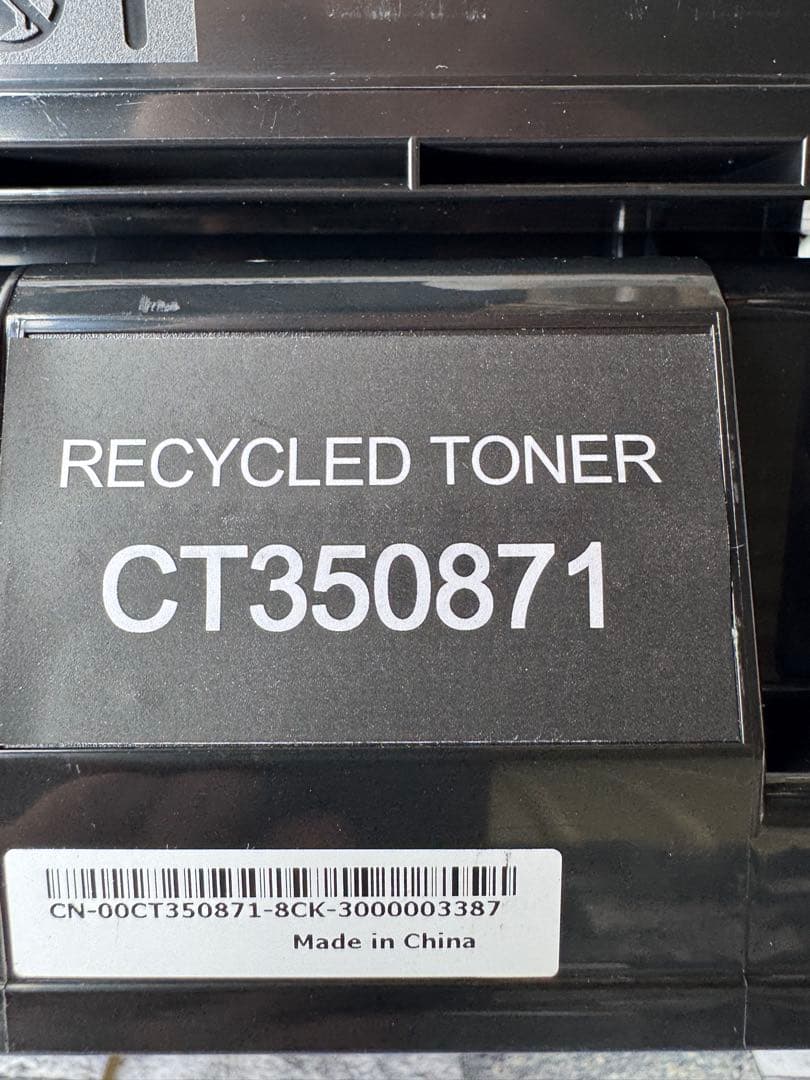 RECYCLED TONER
CT350871
CN-00CT350871-8CK-3000003387
Made in China